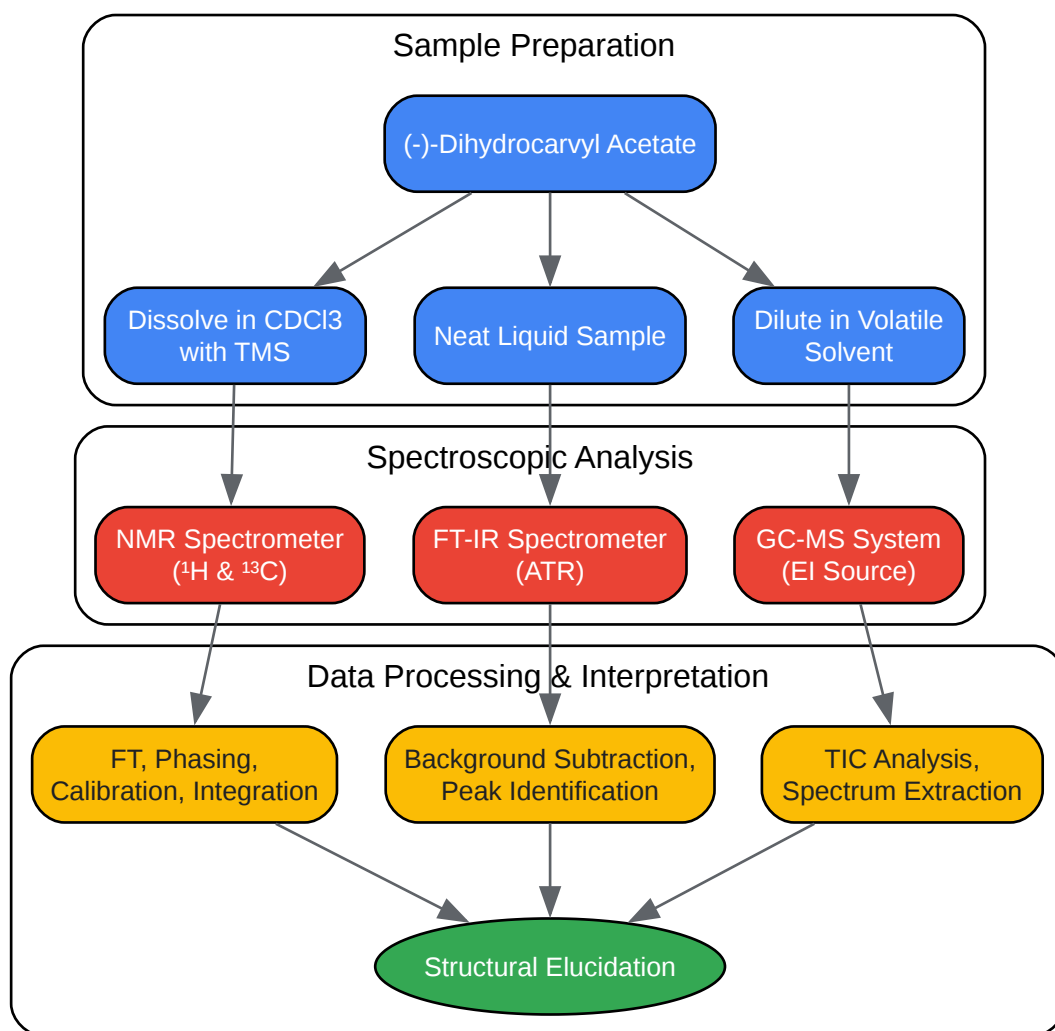 Sample Preparation
(-)-Dihydrocarvyl Acetate
Dissolve in CDCl3
with TMS
Neat Liquid Sample
Dilute in Volatile
Solvent
Spectroscopic Analysis
NMR Spectrometer
(¹H & ¹³C)
FT-IR Spectrometer
(ATR)
GC-MS System
(EI Source)
Data Processing & Interpretation
FT, Phasing,
Calibration, Integration
Background Subtraction,
Peak Identification
TIC Analysis,
Spectrum Extraction
Structural Elucidation